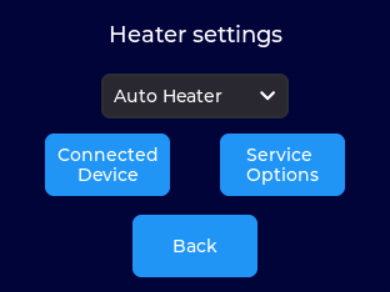 Heater settings
Auto Heater
Connected
Device
Service
Options
Back